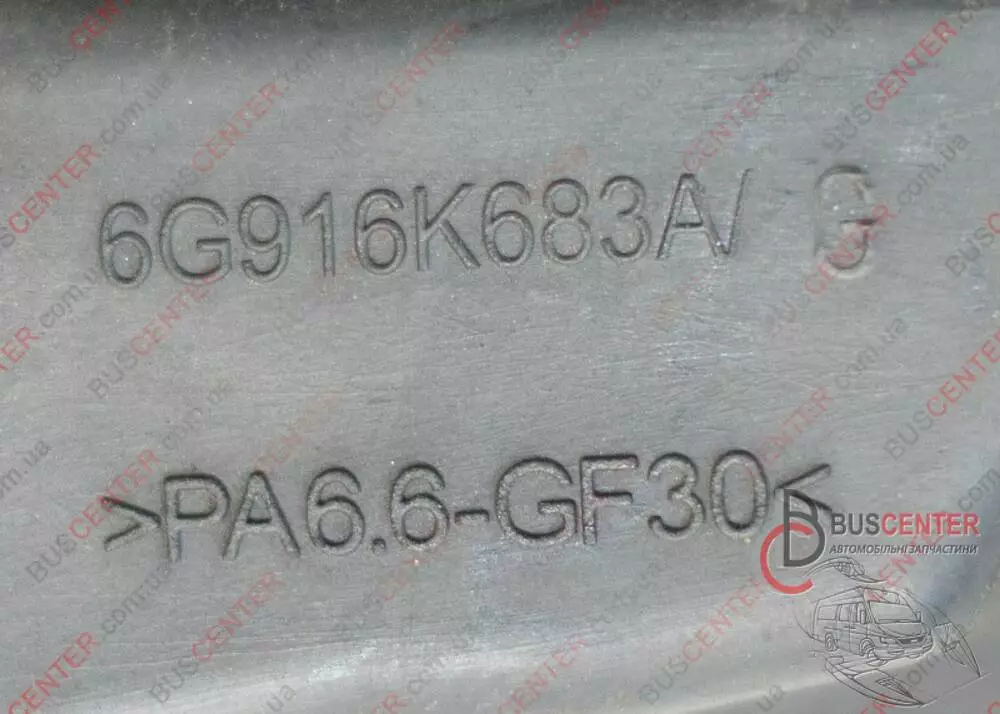 6G916K683A/
>PA6.6-GF30<
BUSCENTER
АВТОМОБІЛЬНІ ЗАПЧАСТИНИ